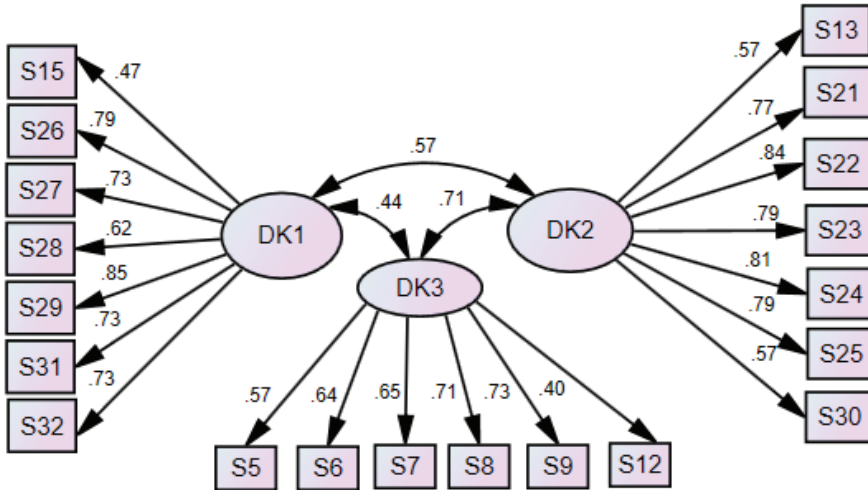 S15
.47
S26
.79
S27
.73
S28
.62
S29
.85
S31
.73
S32
.73
DK1
.57
.44
.71
DK2
DK3
S13
.57
S21
.77
S22
.84
S23
.79
S24
.81
S25
.79
S30
.57
.57
.64
.65
.71
.73
.40
S5
S6
S7
S8
S9
S12